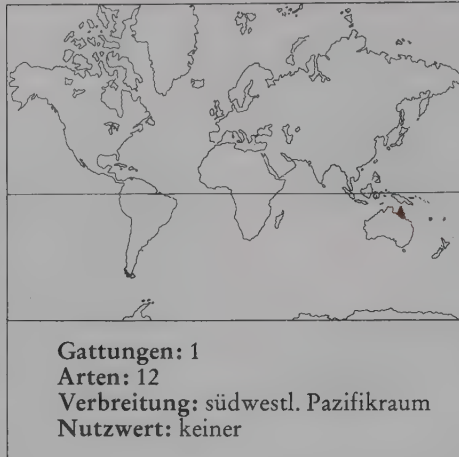 Gattungen: 1
Arten: 12
Verbreitung: südwestl. Pazifikraum
Nutzwert: keiner